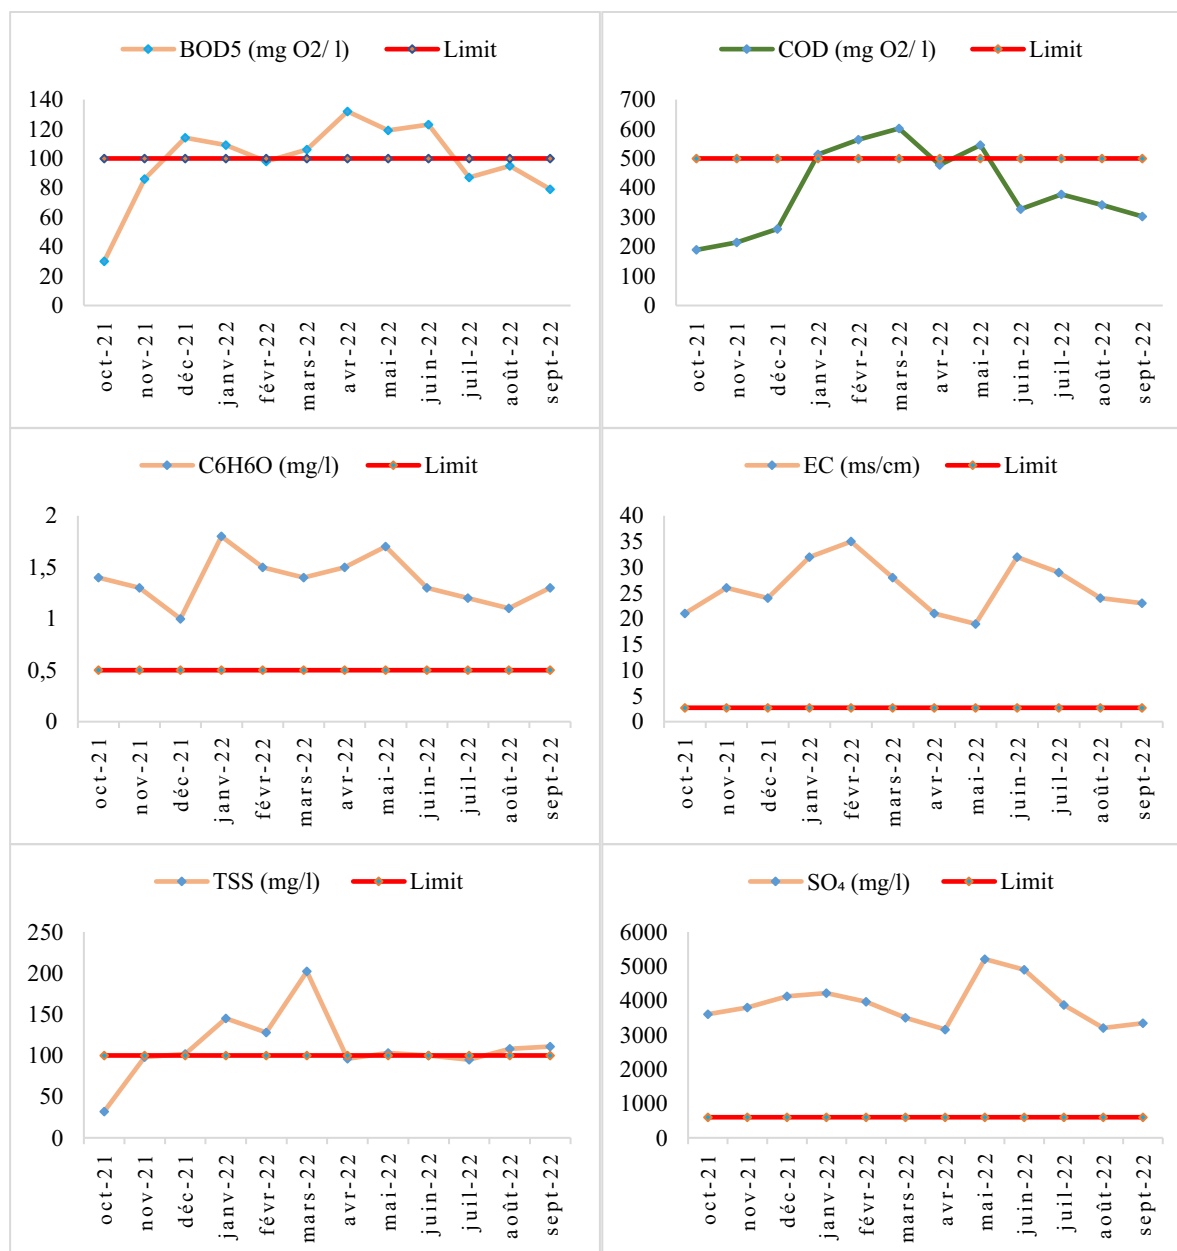 BOD5 (mg O2/ l) Limit
140
120
100
80
60
40
20
0
oct-21
nov-21
déc-21
janv-22
févr-22
mars-22
avr-22
mai-22
juin-22
juil-22
août-22
sept-22
COD (mg O2/ l) Limit
700
600
500
400
300
200
100
0
oct-21
nov-21
déc-21
janv-22
févr-22
mars-22
avr-22
mai-22
juin-22
juil-22
août-22
sept-22
C6H6O (mg/l) Limit
2
1,5
1
0,5
0
oct-21
nov-21
déc-21
janv-22
févr-22
mars-22
avr-22
mai-22
juin-22
juil-22
août-22
sept-22
EC (ms/cm) Limit
40
35
30
25
20
15
10
5
0
oct-21
nov-21
déc-21
janv-22
févr-22
mars-22
avr-22
mai-22
juin-22
juil-22
août-22
sept-22
TSS (mg/l) Limit
250
200
150
100
50
0
oct-21
nov-21
déc-21
janv-22
févr-22
mars-22
avr-22
mai-22
juin-22
juil-22
août-22
sept-22
SO₄ (mg/l) Limit
6000
5000
4000
3000
2000
1000
0
oct-21
nov-21
déc-21
janv-22
févr-22
mars-22
avr-22
mai-22
juin-22
juil-22
août-22
sept-22